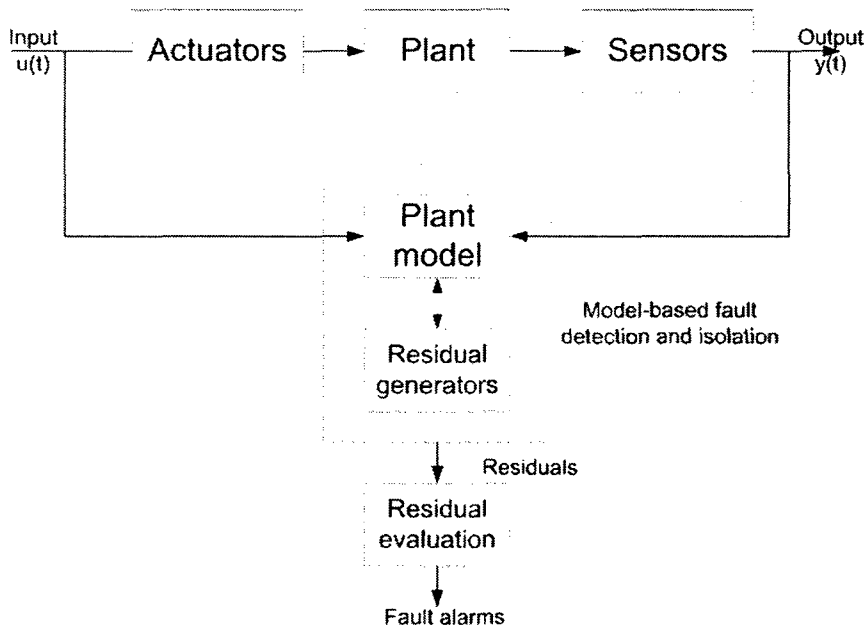 Input
u(t)
Actuators
Plant
Sensors
Output
y(t)
Plant
model
Model-based fault
detection and isolation
Residual
generators
Residuals
Residual
evaluation
Fault alarms